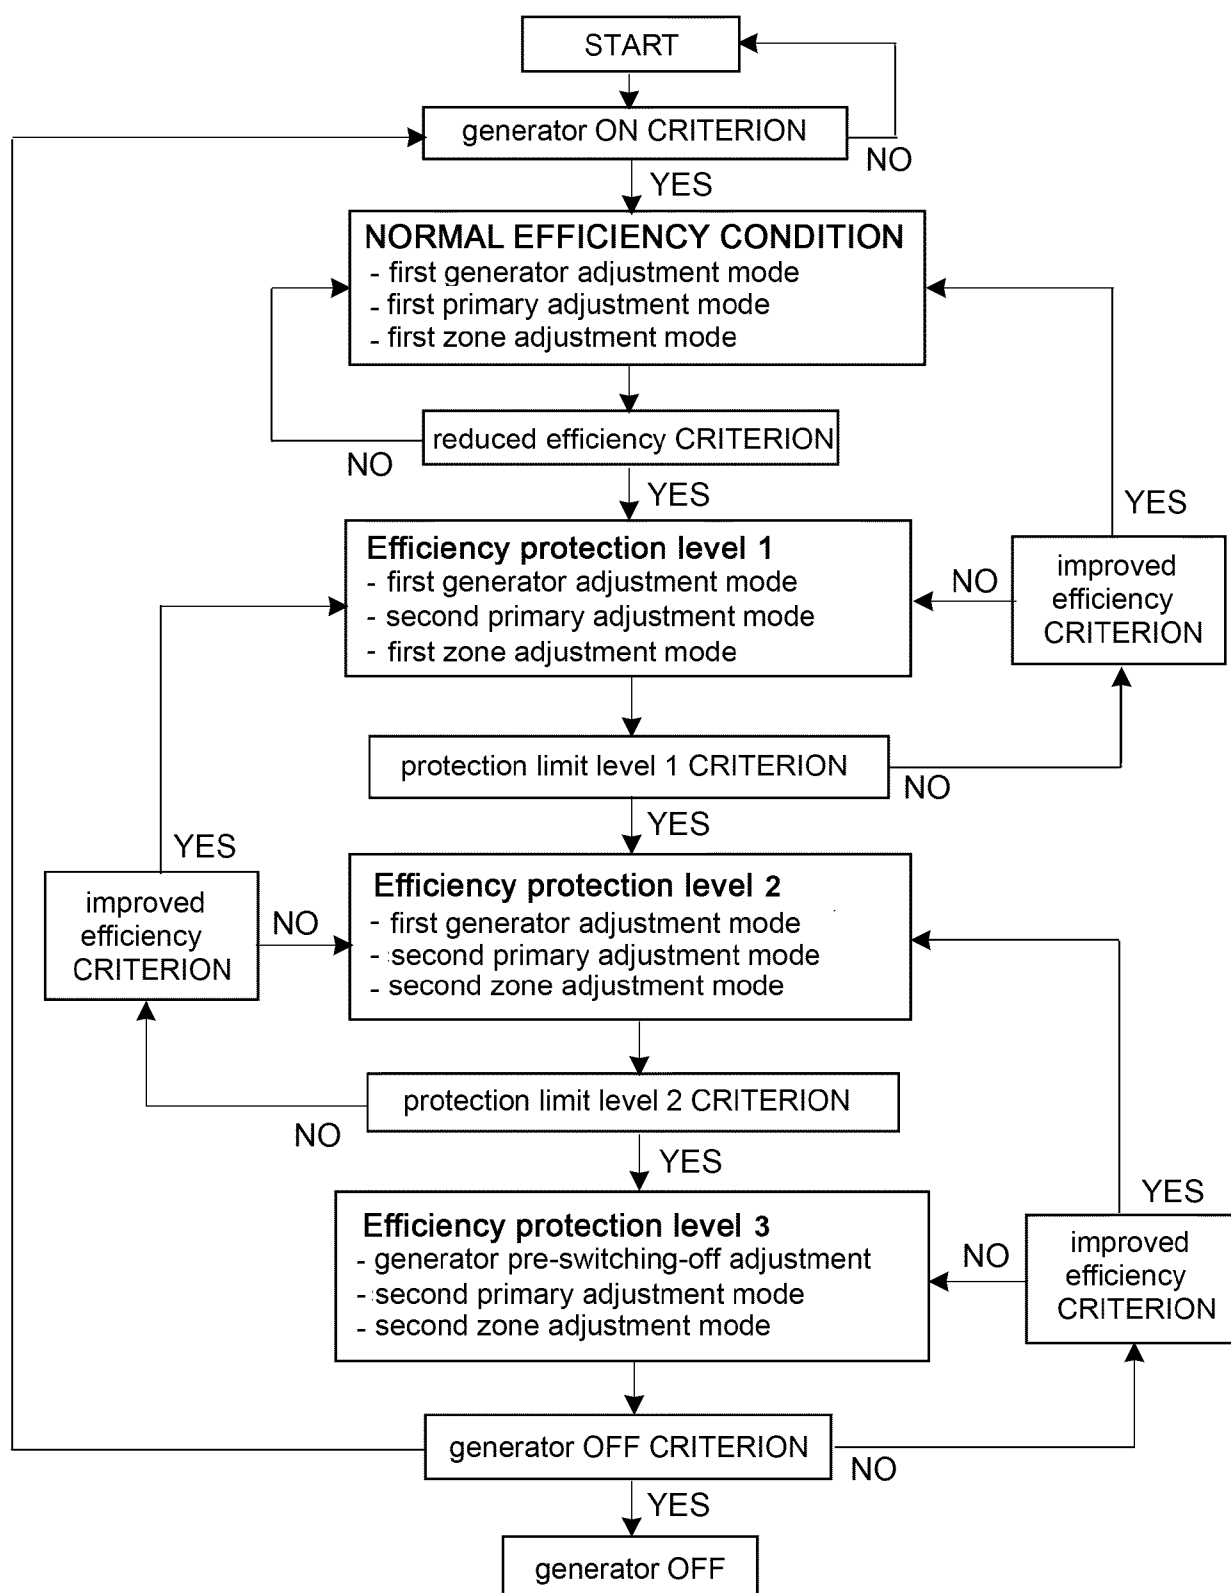 START
generator ON CRITERION
NO
YES
NORMAL EFFICIENCY CONDITION
- first generator adjustment mode
- first primary adjustment mode
- first zone adjustment mode
reduced efficiency CRITERION
NO
YES
YES
Efficiency protection level 1
- first generator adjustment mode
- second primary adjustment mode
- first zone adjustment mode
NO
improved
efficiency
CRITERION
protection limit level 1 CRITERION
NO
YES
YES
improved
efficiency
CRITERION
NO
Efficiency protection level 2
- first generator adjustment mode
- second primary adjustment mode
- second zone adjustment mode
protection limit level 2 CRITERION
NO
YES
YES
Efficiency protection level 3
- generator pre-switching-off adjustment
- second primary adjustment mode
- second zone adjustment mode
NO
improved
efficiency
CRITERION
generator OFF CRITERION
NO
YES
generator OFF